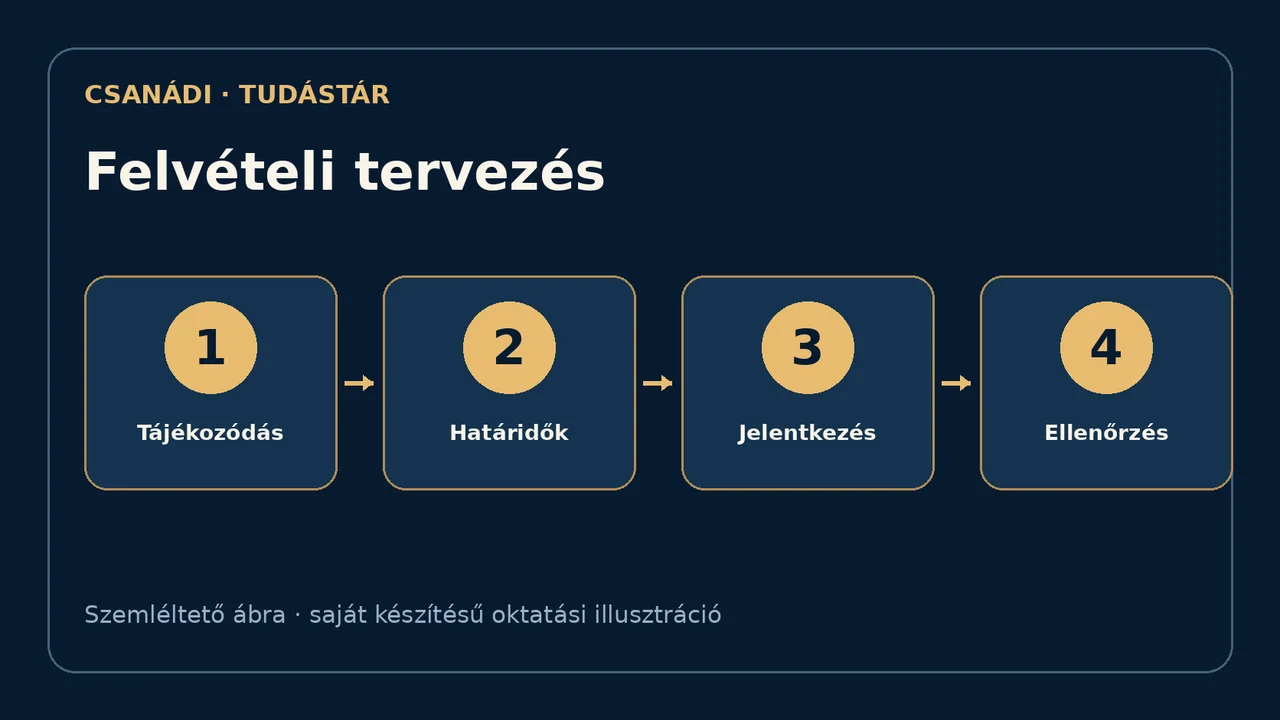 CSANÁDI · TUDÁSTÁR
Felvételi tervezés
1
2
3
4
Tájékozódás
Határidők
Jelentkezés
Ellenőrzés
Szemléltető ábra · saját készítésű oktatási illusztráció